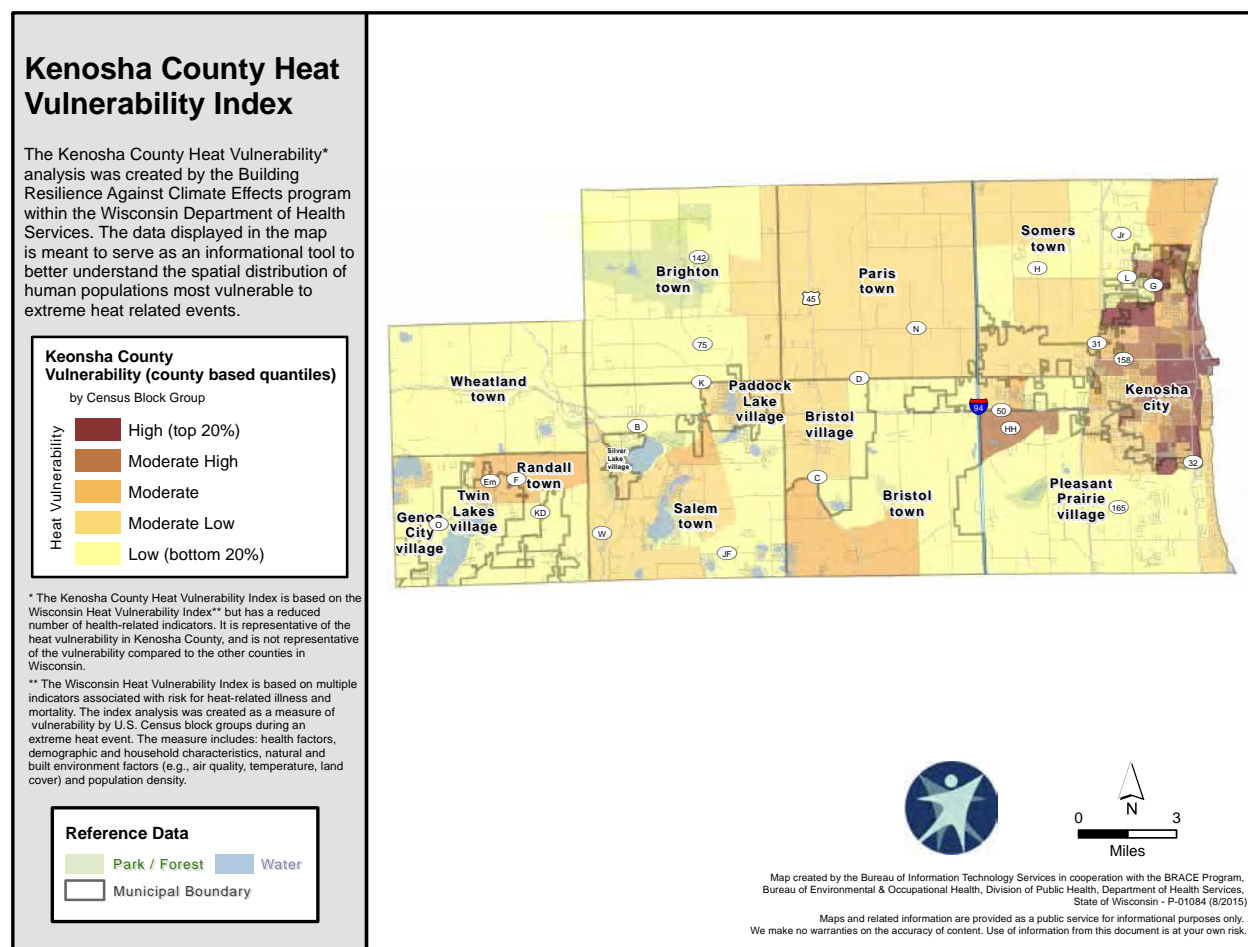 Kenosha County Heat
Vulnerability Index
The Kenosha County Heat Vulnerability*
analysis was created by the Building
Resilience Against Climate Effects program
within the Wisconsin Department of Health
Services. The data displayed in the map
is meant to serve as an informational tool to
better understand the spatial distribution of
human populations most vulnerable to
extreme heat related events.
Keonsha County
Vulnerability (county based quantiles)
by Census Block Group
Heat Vulnerability
High (top 20%)
Moderate High
Moderate
Moderate Low
Low (bottom 20%)
* The Kenosha County Heat Vulnerability Index is based on the
Wisconsin Heat Vulnerability Index** but has a reduced
number of health-related indicators. It is representative of the
heat vulnerability in Kenosha County, and is not representative
of the vulnerability compared to the other counties in
Wisconsin.
** The Wisconsin Heat Vulnerability Index is based on multiple
indicators associated with risk for heat-related illness and
mortality. The index analysis was created as a measure of
vulnerability by U.S. Census block groups during an
extreme heat event. The measure includes: health factors,
demographic and household characteristics, natural and
built environment factors (e.g., air quality, temperature, land
cover) and population density.
Reference Data
Park / Forest
Water
Municipal Boundary
Somers
town
Jr
142
Brighton
town
Paris
town
H
L
G
45
N
75
31
158
Wheatland
town
K
D
Paddock
Lake
village
Kenosha
city
94
50
HH
Bristol
village
B
Silver
Lake
village
32
Randall
town
Em
F
C
Twin
Lakes
village
KD
Salem
town
Bristol
town
Pleasant
Prairie
village
165
Genoa
City
village
O
W
JF
N
0
3
Miles
Map created by the Bureau of Information Technology Services in cooperation with the BRACE Program,
Bureau of Environmental & Occupational Health, Division of Public Health, Department of Health Services,
State of Wisconsin - P-01084 (8/2015)
Maps and related information are provided as a public service for informational purposes only.
We make no warranties on the accuracy of content. Use of information from this document is at your own risk.